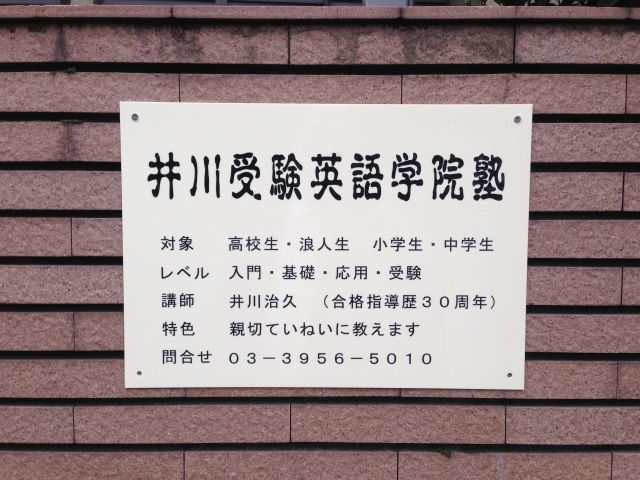 井川受験英語学院塾
対象　高校生・浪人生　小学生・中学生
レベル　入門・基礎・応用・受験
講師　井川治久　（合格指導歴３０周年）
特色　親切ていねいに教えます
問合せ　０３－３９５６－５０１０